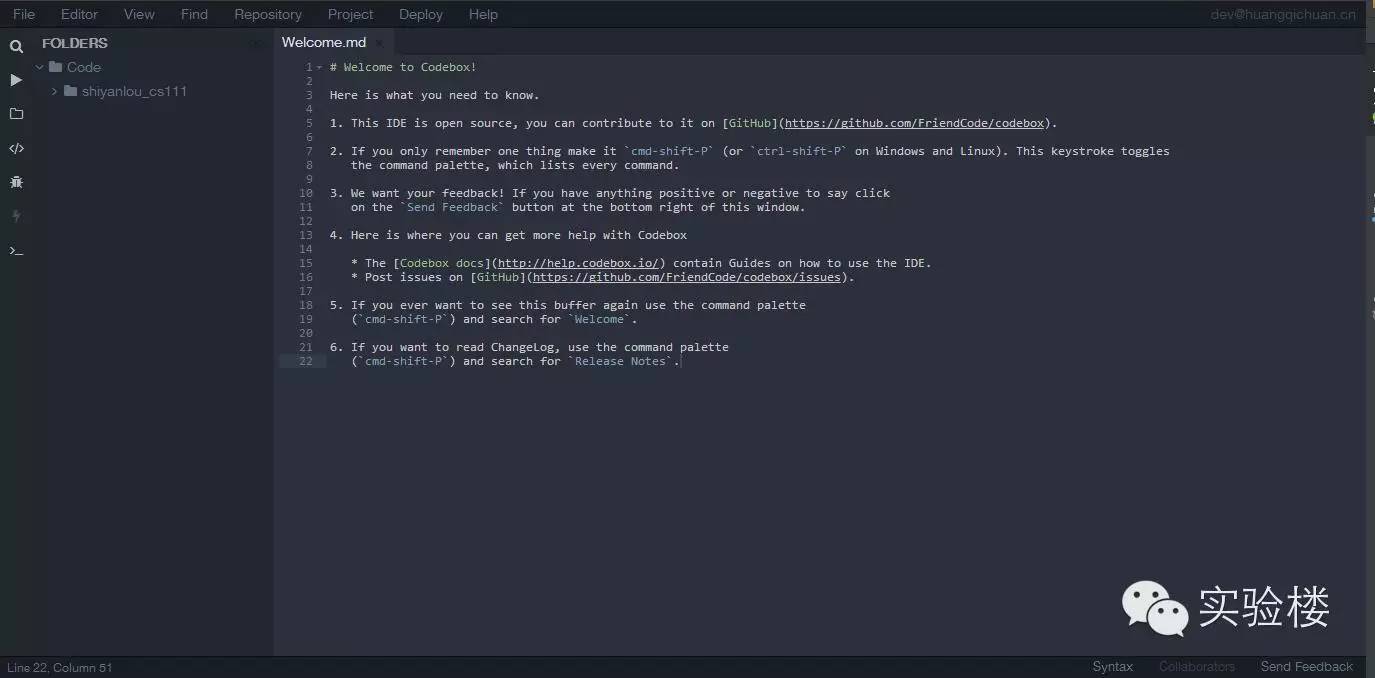 File Editor View Find Repository Project Deploy Help dev@huangqichuan.cn
FOLDERS
Code
shiyanlou_cs111
Welcome.md ×
1 # Welcome to Codebox!
2
3 Here is what you need to know.
4
5 1. This IDE is open source, you can contribute to it on [GitHub](https://github.com/FriendCode/codebox).
6
7 2. If you only remember one thing make it `cmd-shift-P` (or `ctrl-shift-P` on Windows and Linux). This keystroke toggles
8 the command palette, which lists every command.
9
10 3. We want your feedback! If you have anything positive or negative to say click
11 on the `Send Feedback` button at the bottom right of this window.
12
13 4. Here is where you can get more help with Codebox
14
15 * The [Codebox docs](http://help.codebox.io/) contain Guides on how to use the IDE.
16 * Post issues on [GitHub](https://github.com/FriendCode/codebox/issues).
17
18 5. If you ever want to see this buffer again use the command palette
19 (`cmd-shift-P`) and search for `Welcome`.
20
21 6. If you want to read ChangeLog, use the command palette
22 (`cmd-shift-P`) and search for `Release Notes`.
实验楼
Line 22, Column 51 Syntax Collaborators Send Feedback